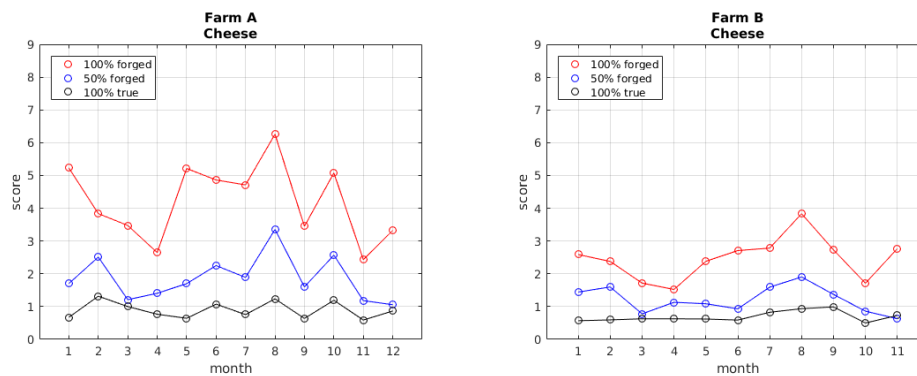 Farm A
Cheese
9
8
7
6
5
4
3
2
1
0
score
100% forged
50% forged
100% true
1 2 3 4 5 6 7 8 9 10 11 12
month
Farm B
Cheese
9
8
7
6
5
4
3
2
1
0
score
100% forged
50% forged
100% true
1 2 3 4 5 6 7 8 9 10 11
month